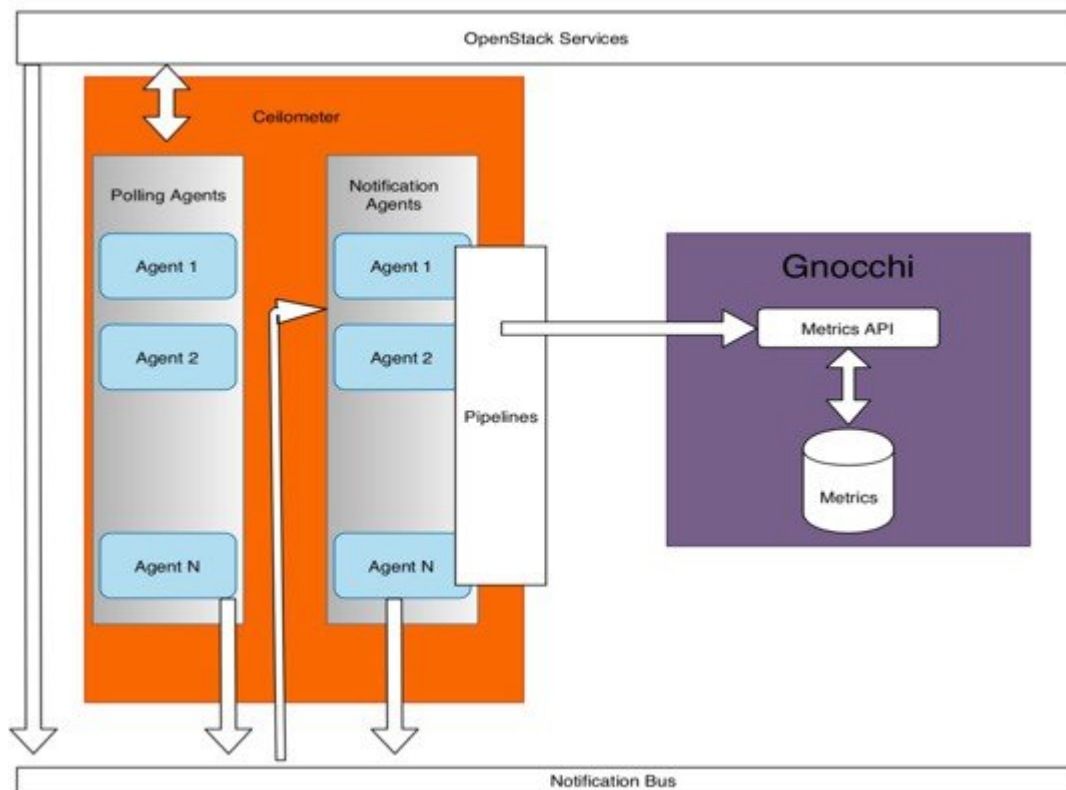 OpenStack Services
Ceilometer
Polling Agents
Agent 1
Agent 2
Agent N
Notification
Agents
Agent 1
Agent 2
Agent N
Pipelines
Gnocchi
Metrics API
Metrics
Notification Bus